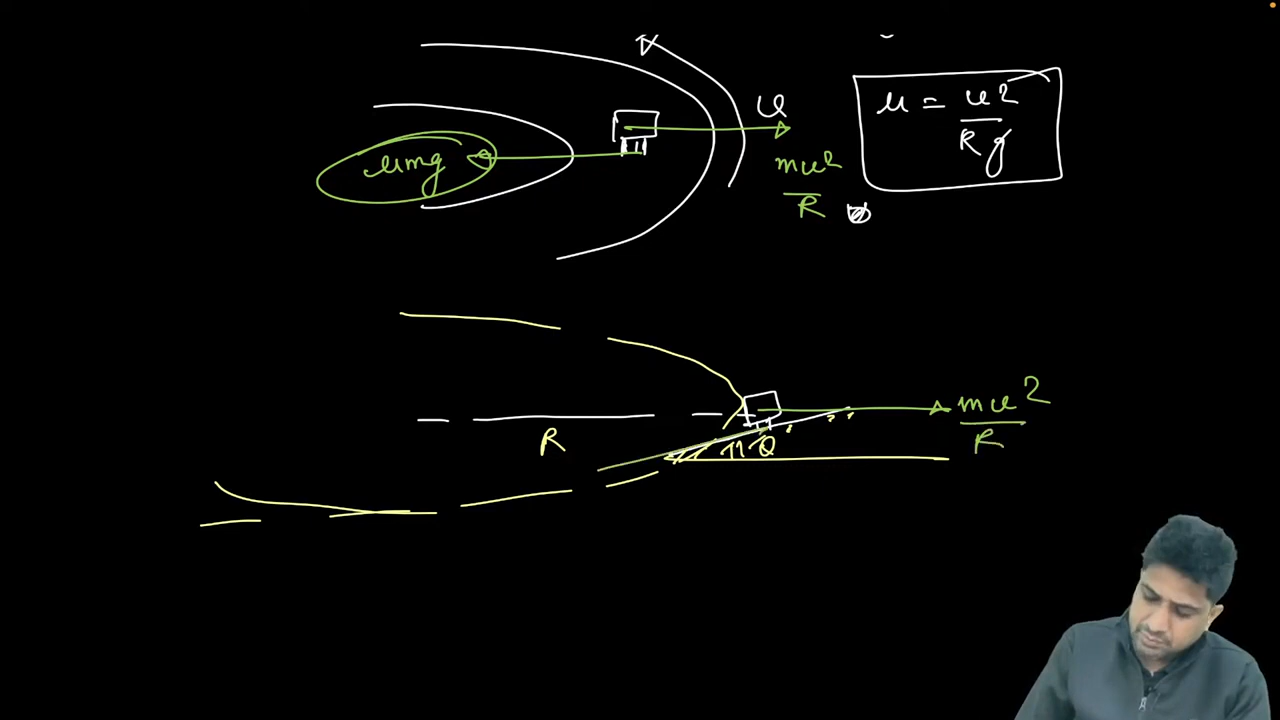 u
μ = u²/Rg
μmg
mu²/R
mu²/R
R
θ